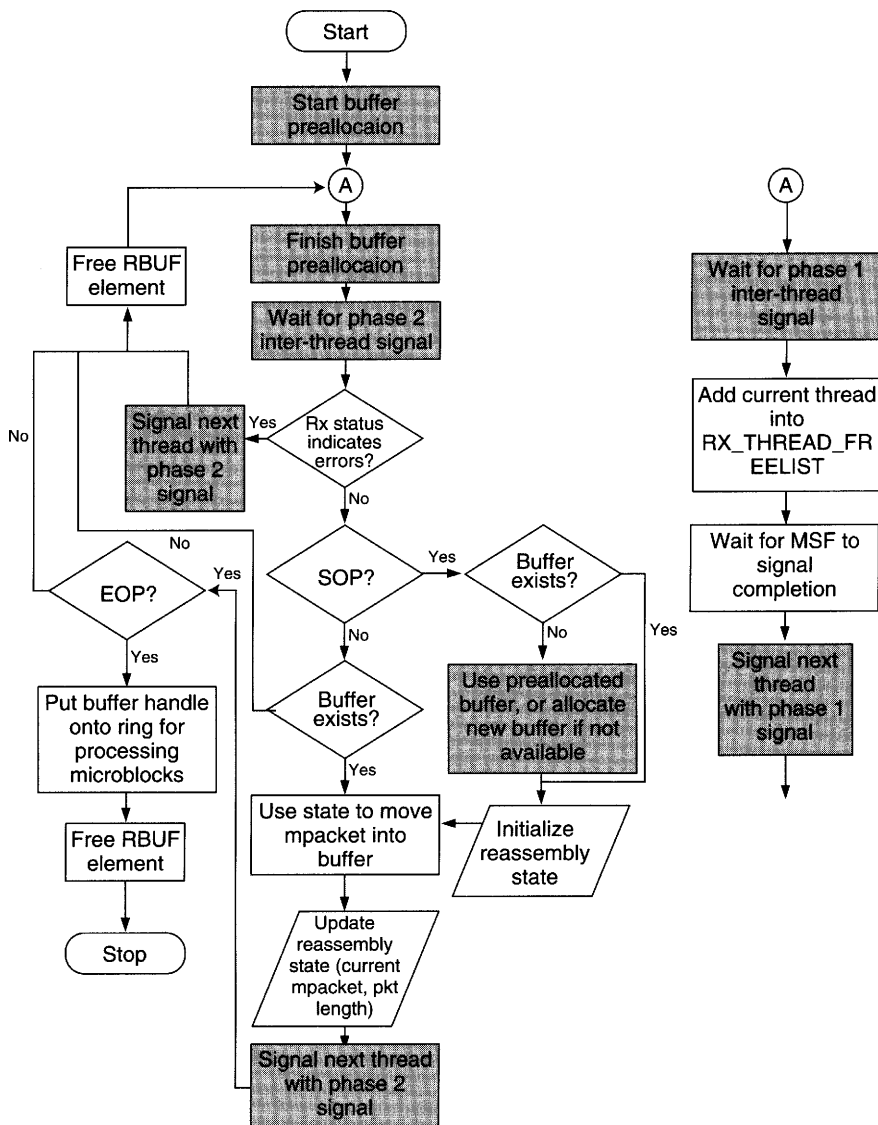 Start
Start buffer
preallocaion
A
Finish buffer
preallocaion
Free RBUF
element
Wait for phase 2
inter-thread signal
Rx status
indicates
errors?
Yes
No
Signal next
thread with
phase 2
signal
No
SOP?
Yes
No
Buffer
exists?
Yes
No
Use preallocated
buffer, or allocate
new buffer if not
available
Buffer
exists?
No
Yes
EOP?
Yes
Yes
Put buffer handle
onto ring for
processing
microblocks
Free RBUF
element
Stop
Use state to move
mpacket into
buffer
Initialize
reassembly
state
Update
reassembly
state (current
mpacket, pkt
length)
Signal next thread
with phase 2
signal
A
Wait for phase 1
inter-thread
signal
Add current thread
into
RX_THREAD_FR
EELIST
Wait for MSF to
signal
completion
Signal next
thread
with phase 1
signal